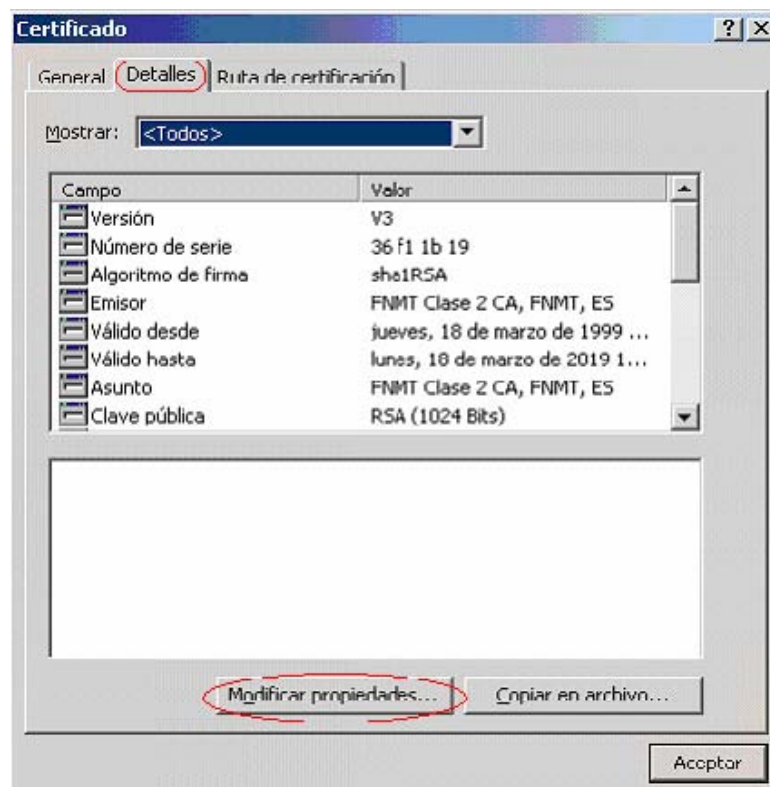 Certificado
General Detalles Ruta de certificación
Mostrar: <Todos>
Campo Valor
Versión V3
Número de serie 36 f1 1b 19
Algoritmo de firma sha1RSA
Emisor FNMT Clase 2 CA, FNMT, ES
Válido desde jueves, 18 de marzo de 1999 ...
Válido hasta lunes, 18 de marzo de 2019 1...
Asunto FNMT Clase 2 CA, FNMT, ES
Clave pública RSA (1024 Bits)
Modificar propiedades... Copiar en archivo...
Aceptar